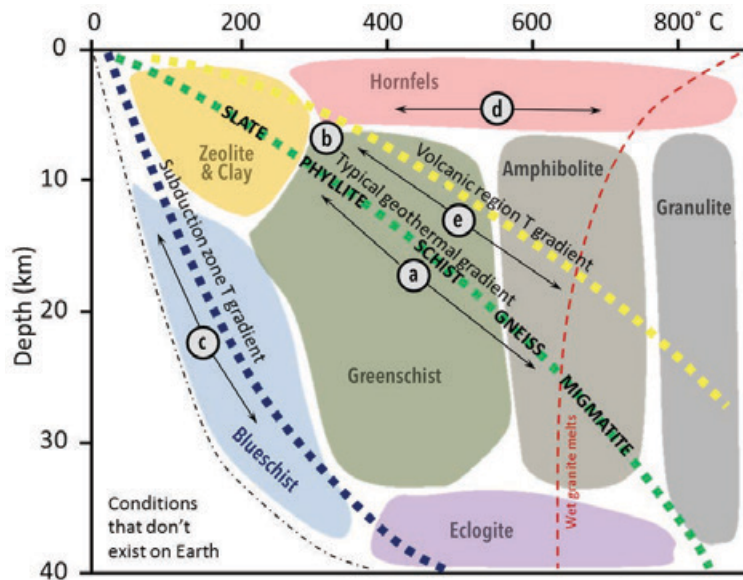 0 200 400 600 800° C
0
10
20
30
40
Depth (km)
Hornfels
d
SLATE
Zeolite
& Clay
b
PHYLLITE
Typical geothermal gradient
Volcanic region T gradient
Amphibolite
Granulite
Subduction zone T gradient
e
SCHIST
a
GNEISS
c
Greenschist
MIGMATITE
Blueschist
Wet granite melts
Conditions
that don't
exist on Earth
Eclogite